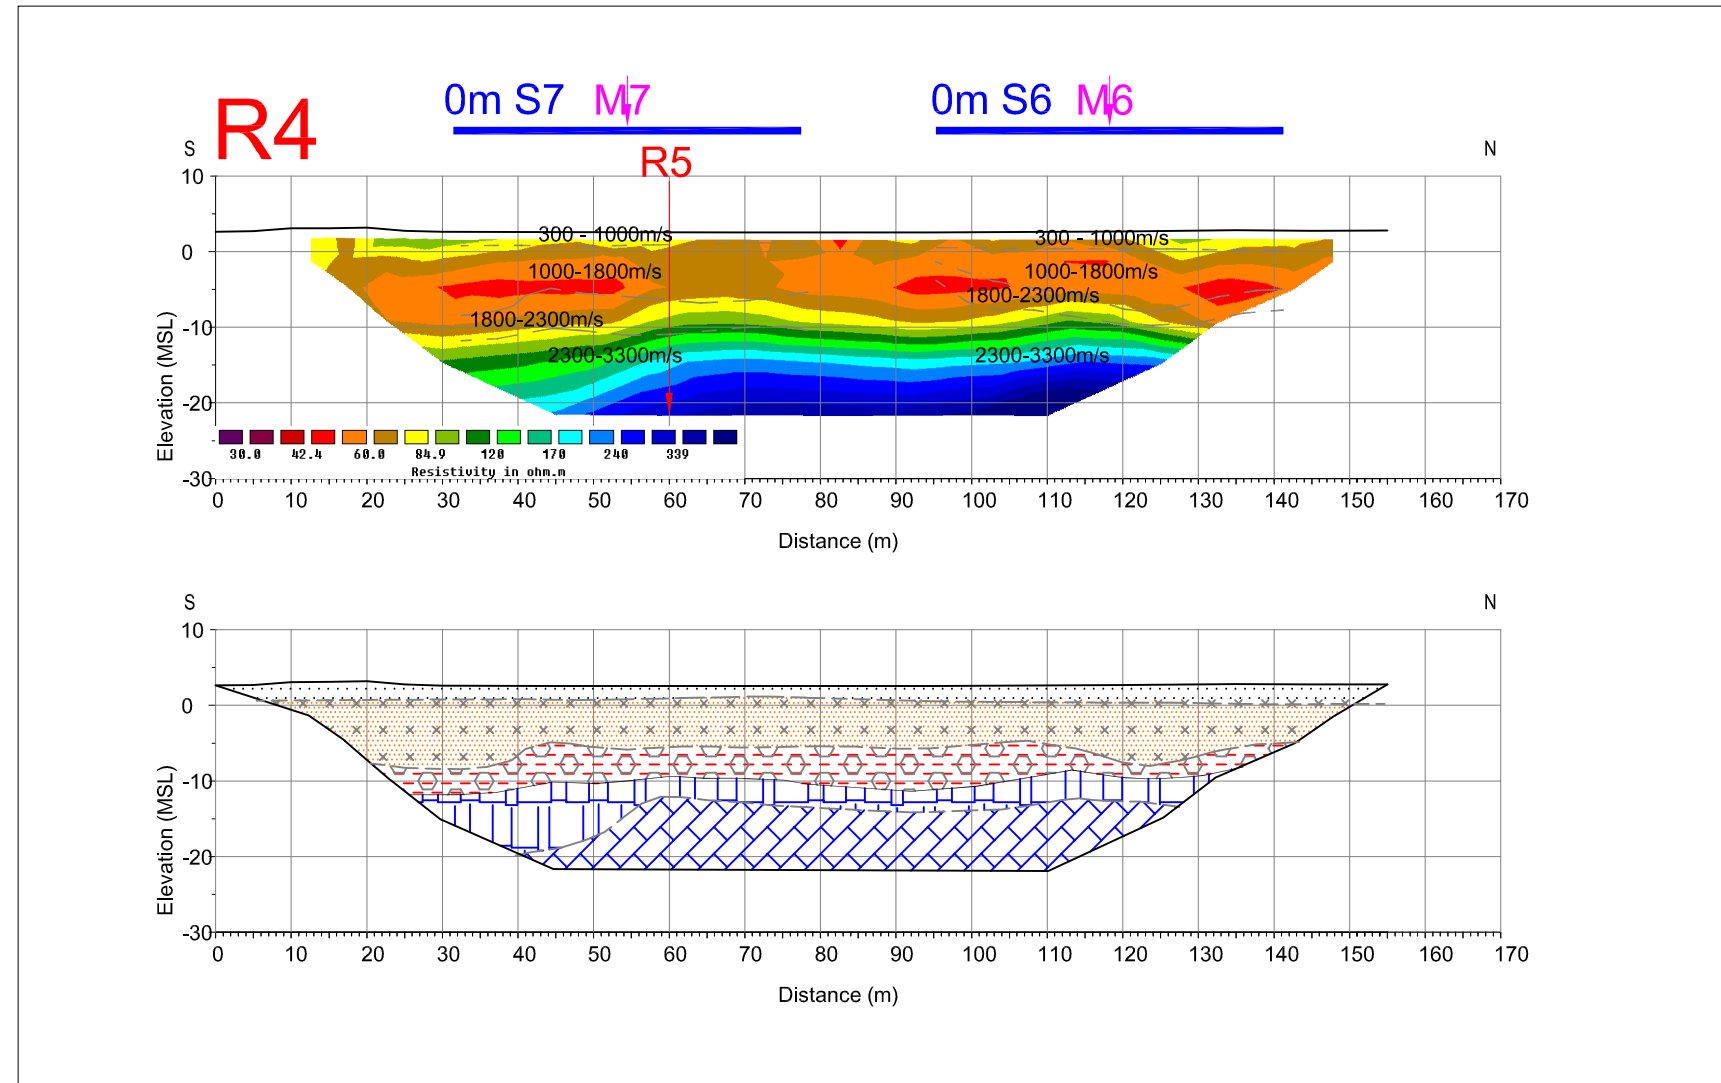 0m S7 M7 0m S6 M6
R4
S N
R5
10
300 - 1000m/s 300 - 1000m/s
0
1000-1800m/s 1000-1800m/s
1800-2300m/s
1800-2300m/s
-10
2300-3300m/s 2300-3300m/s
-20
Elevation (MSL)
30.0 42.4 60.0 84.9 120 170 240 339
Resistivity in ohm.m
-30
0 10 20 30 40 50 60 70 80 90 100 110 120 130 140 150 160 170
Distance (m)
S N
10
0
-10
-20
Elevation (MSL)
-30
0 10 20 30 40 50 60 70 80 90 100 110 120 130 140 150 160 170
Distance (m)